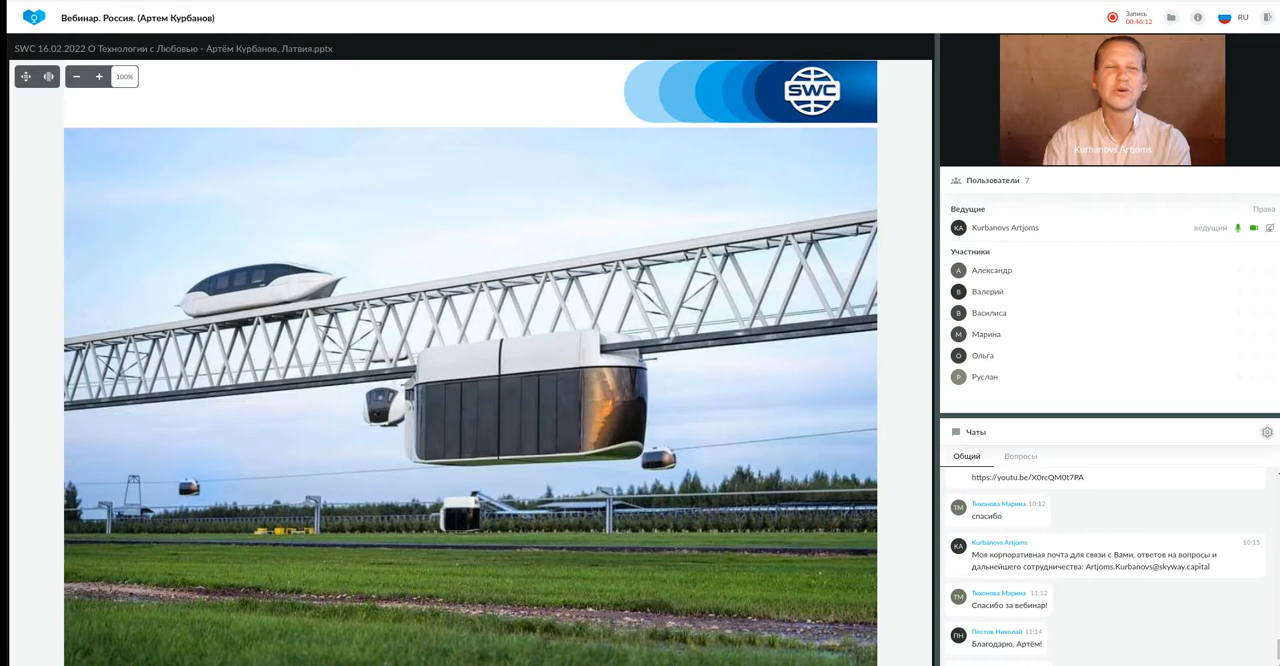 Вебинар. Россия. (Артем Курбанов)
Запись
00:46:12
RU
SWC 16.02.2022 О Технологии с Любовью - Артём Курбанов, Латвия.pptx
100%
SWC
Kurbanovs Artjoms
Пользователи 7
Ведущие Права
KA Kurbanovs Artjoms ведущий
Участники
А Александр
В Валерий
В Василиса
М Марина
О Ольга
Р Руслан
Чаты
Общий Вопросы
https://youtu.be/X0rcQM0t7PA
ТМ Тихонова Марина 10:12
спасибо
KA Kurbanovs Artjoms 10:15
Моя корпоративная почта для связи с Вами, ответов на вопросы и
дальнейшего сотрудничества: Artjoms.Kurbanovs@skyway.capital
ТМ Тихонова Марина 11:12
Спасибо за вебинар!
ПН Пестов Николай 11:14
Благодарю, Артём!